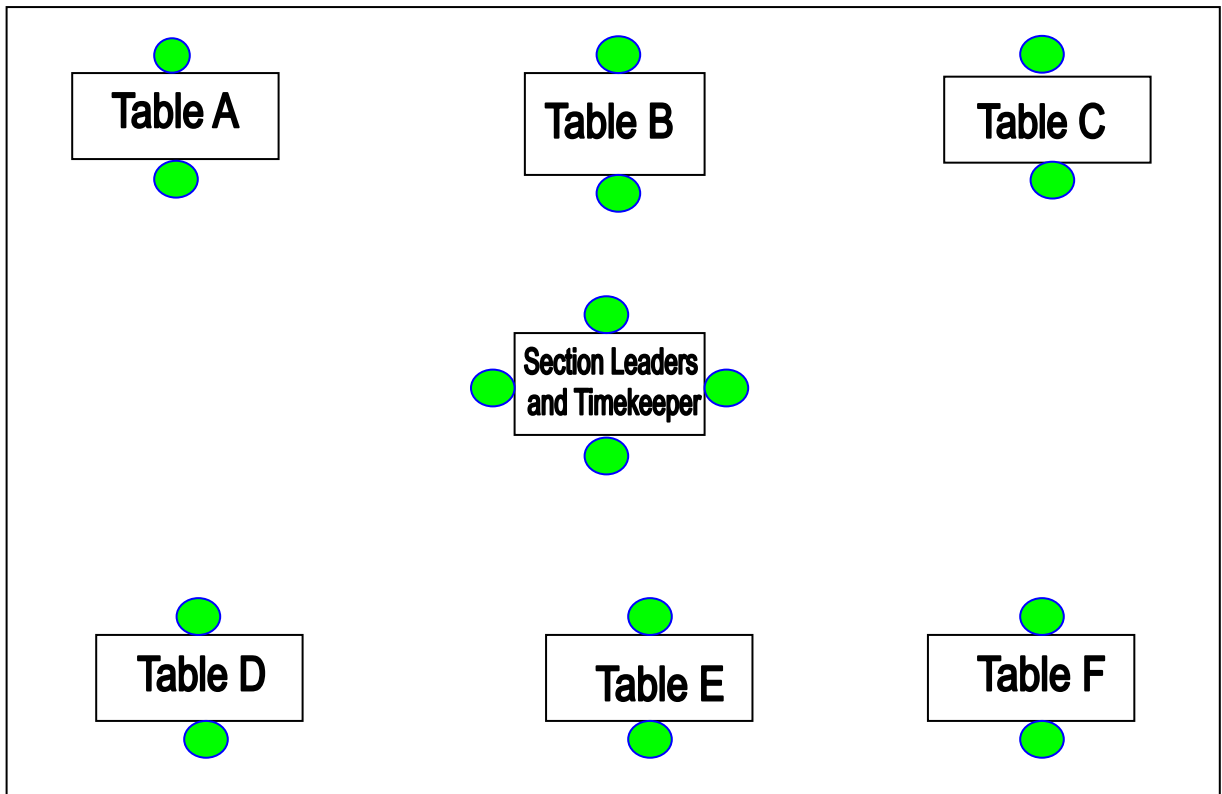 Table A
Table B
Table C
Section Leaders
and Timekeeper
Table D
Table E
Table F